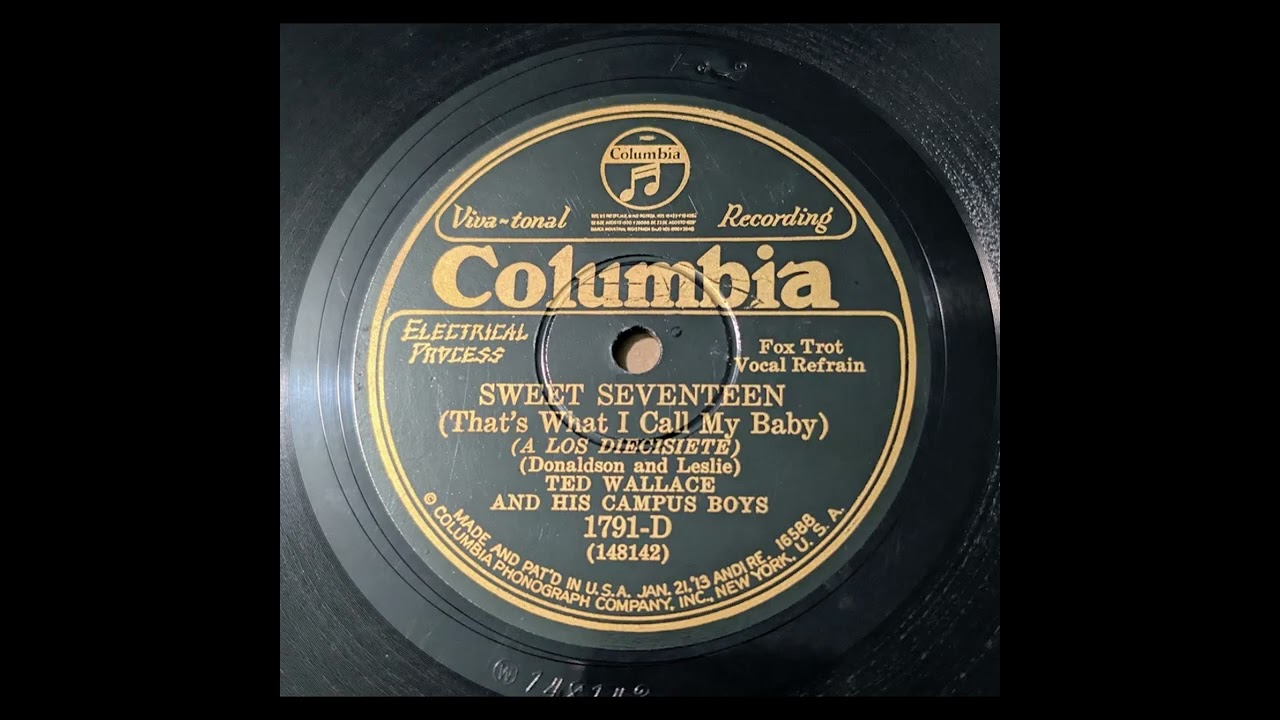 Columbia
Viva-tonal Recording
Columbia
ELECTRICAL
PROCESS
Fox Trot
Vocal Refrain
SWEET SEVENTEEN
(That's What I Call My Baby)
(A LOS DIECISIETE)
(Donaldson and Leslie)
TED WALLACE
AND HIS CAMPUS BOYS
1791-D
(148142)
MADE AND PAT'D IN U.S.A. JAN. 21, '13 AND RE. 16588
© COLUMBIA PHONOGRAPH COMPANY, INC., NEW YORK, U.S.A.
W 148142